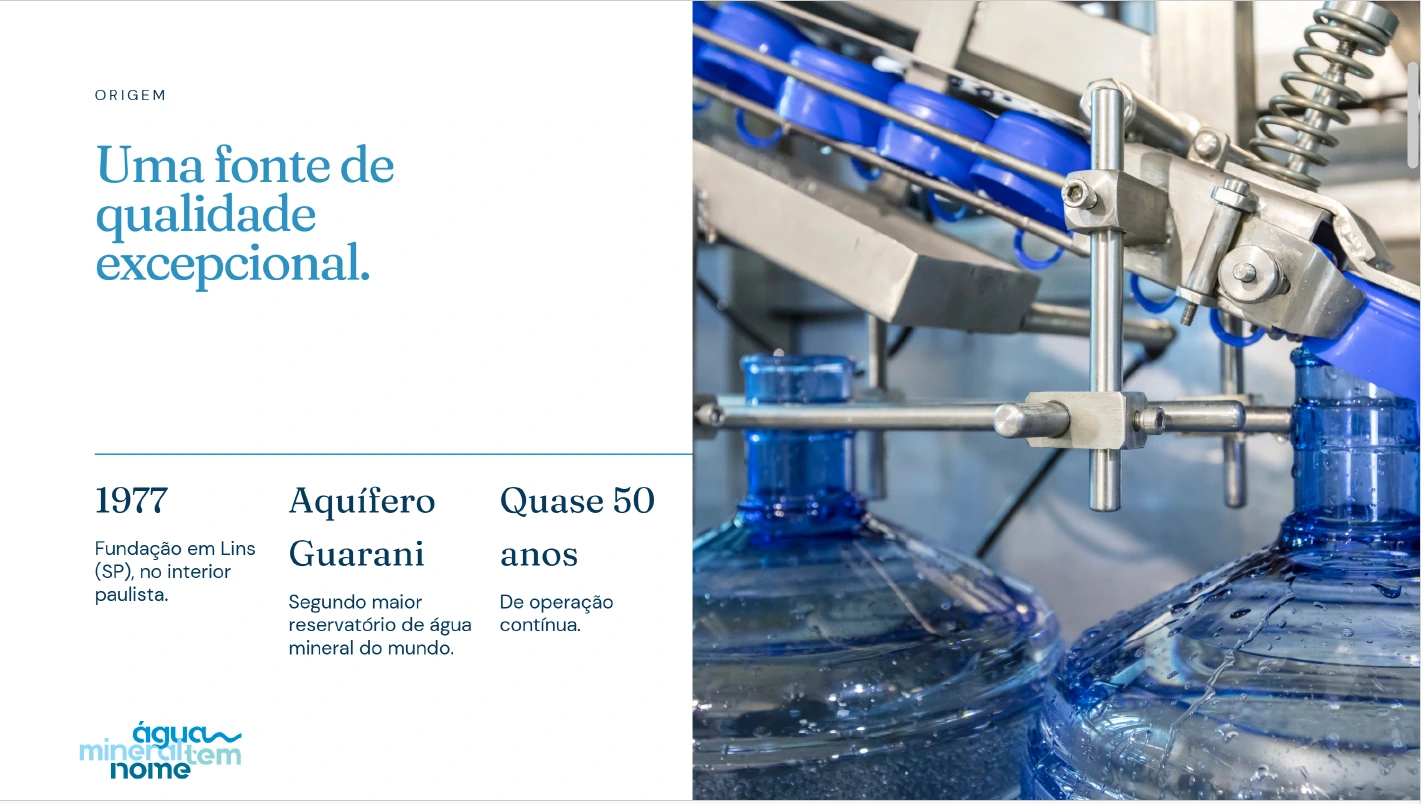 ORIGEM
Uma fonte de
qualidade
excepcional.
1977
Fundação em Lins
(SP), no interior
paulista.
Aquífero
Guarani
Segundo maior
reservatório de água
mineral do mundo.
Quase 50
anos
De operação
contínua.
água
mineral tem
nome